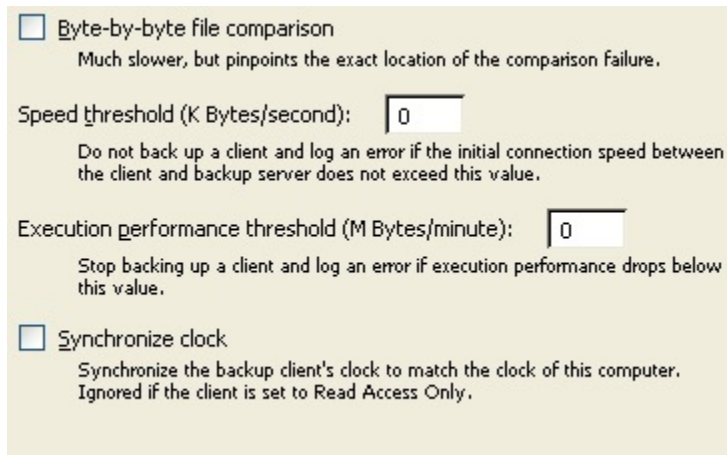 Byte-by-byte file comparison
Much slower, but pinpoints the exact location of the comparison failure.
Speed threshold (K Bytes/second): 0
Do not back up a client and log an error if the initial connection speed between
the client and backup server does not exceed this value.
Execution performance threshold (M Bytes/minute): 0
Stop backing up a client and log an error if execution performance drops below
this value.
Synchronize clock
Synchronize the backup client's clock to match the clock of this computer.
Ignored if the client is set to Read Access Only.